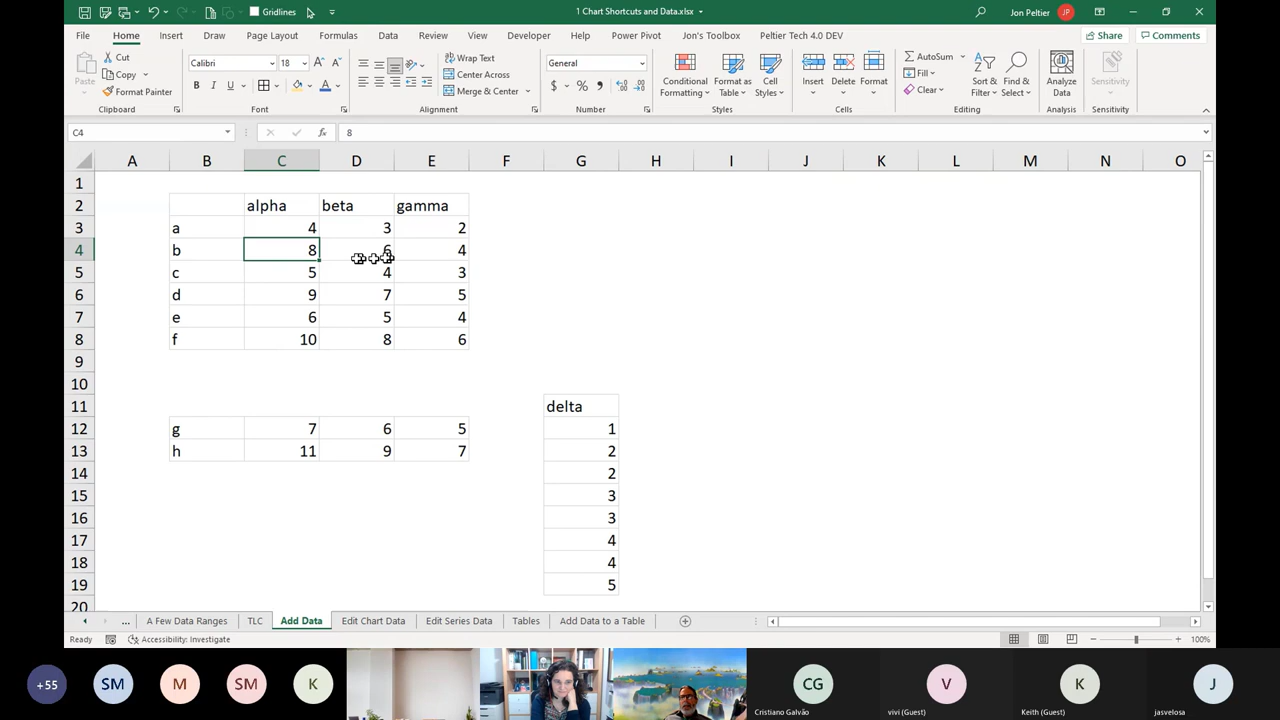 Gridlines
1 Chart Shortcuts and Data.xlsx
Jon Peltier
JP
File Home Insert Draw Page Layout Formulas Data Review View Developer Help Power Pivot Jon's Toolbox Peltier Tech 4.0 DEV Share Comments
Paste
Cut
Copy
Format Painter
Clipboard
Calibri 18
B I U
Font
Wrap Text
Center Across
Merge & Center
Alignment
General
$ % ,
Number
Conditional Formatting
Format as Table
Cell Styles
Styles
Insert Delete Format
Cells
AutoSum
Fill
Clear
Sort & Filter
Find & Select
Editing
Analyze Data
Analysis
Sensitivity
Sensitivity
C4 fx 8
A B C D E F G H I J K L M N O
1
2 alpha beta gamma
3 a 4 3 2
4 b 8 6 4
5 c 5 4 3
6 d 9 7 5
7 e 6 5 4
8 f 10 8 6
9
10
11 delta
12 g 7 6 5 1
13 h 11 9 7 2
14 2
15 3
16 3
17 4
18 4
19 5
20
... A Few Data Ranges TLC Add Data Edit Chart Data Edit Series Data Tables Add Data to a Table
Ready Accessibility: Investigate 100%
+55 SM M SM K CG V K J
Cristiano Galvão vivi (Guest) Keith (Guest) jasvelosa